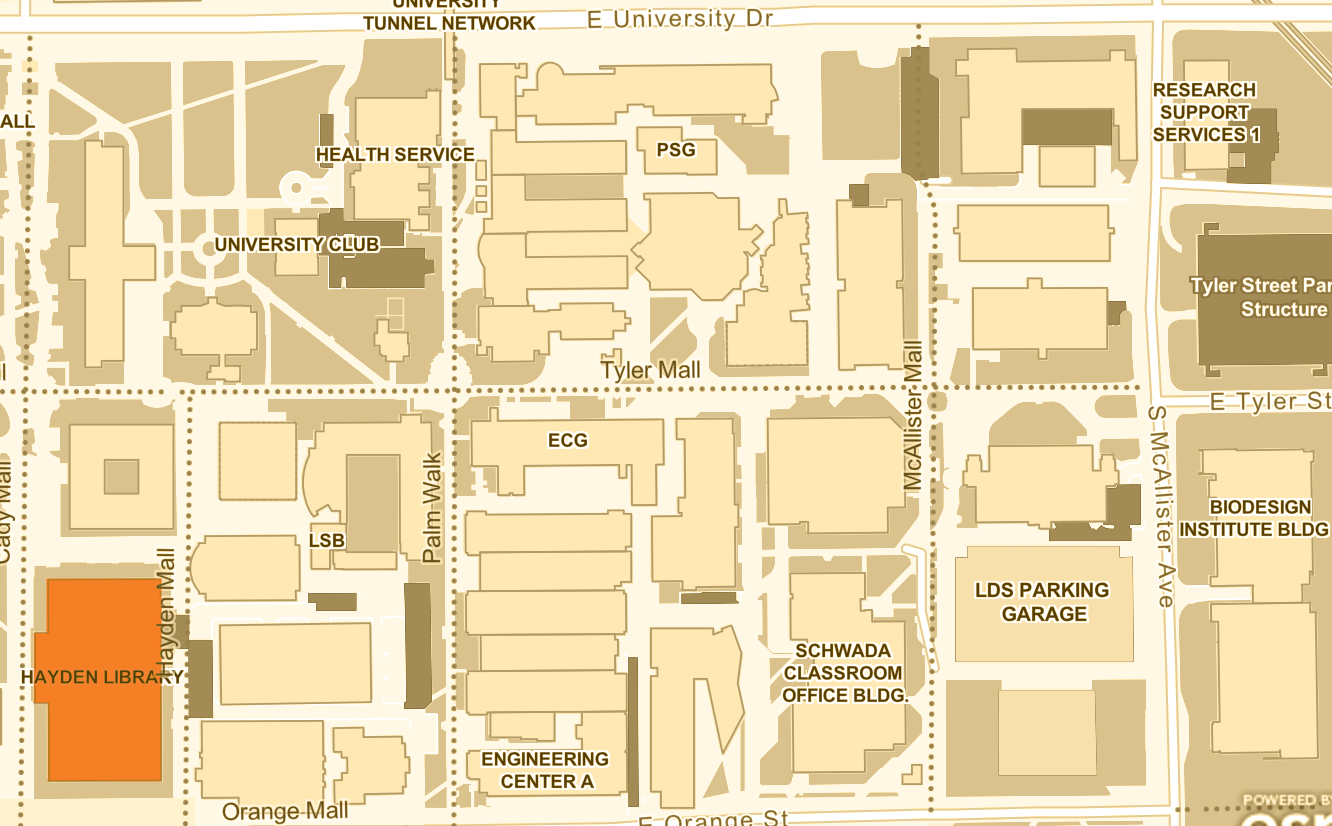 UNIVERSITY
TUNNEL NETWORK
E University Dr
ALL
RESEARCH
SUPPORT
SERVICES 1
HEALTH SERVICE
PSG
UNIVERSITY CLUB
Tyler Street Par
Structure
Tyler Mall
McAllister Mall
E Tyler St
ECG
Cady Mall
Palm Walk
S McAllister Ave
LSB
BIODESIGN
INSTITUTE BLDG
Hayden Mall
LDS PARKING
GARAGE
HAYDEN LIBRARY
SCHWADA
CLASSROOM
OFFICE BLDG.
ENGINEERING
CENTER A
Orange Mall
E Orange St
POWERED BY
esri